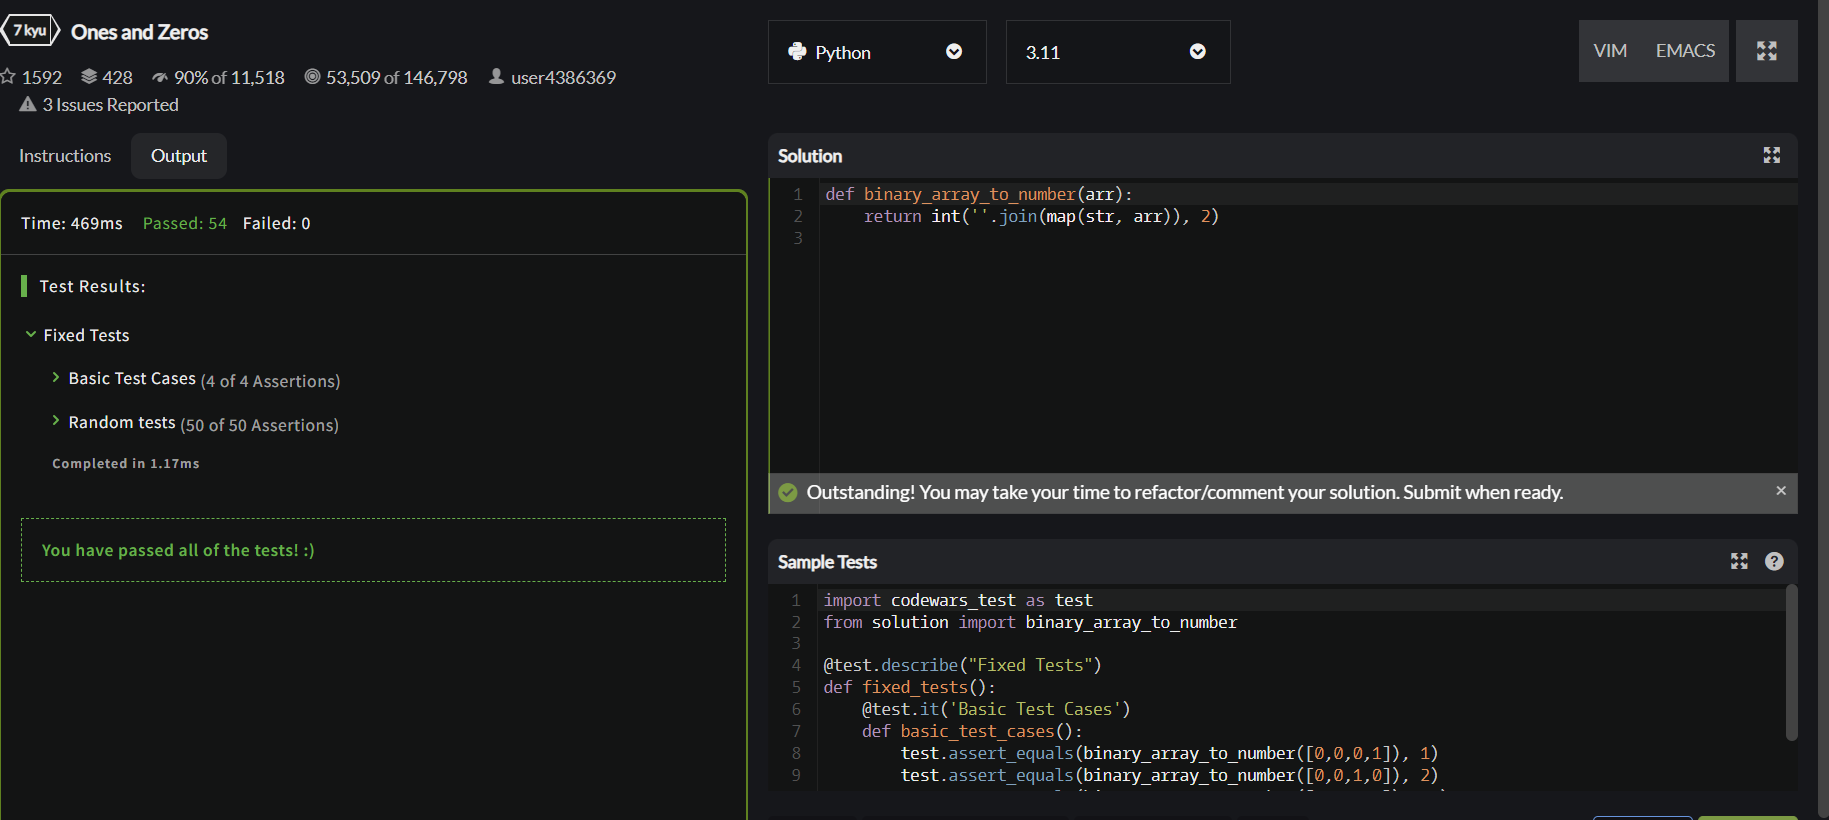 7 kyu Ones and Zeros
1592 428 90% of 11,518 53,509 of 146,798 user4386369
3 Issues Reported
Instructions Output
Time: 469ms Passed: 54 Failed: 0
Test Results:
Fixed Tests
Basic Test Cases (4 of 4 Assertions)
Random tests (50 of 50 Assertions)
Completed in 1.17ms
You have passed all of the tests! :)
Python 3.11 VIM EMACS
Solution
1 def binary_array_to_number(arr):
2     return int(''.join(map(str, arr)), 2)
3
Outstanding! You may take your time to refactor/comment your solution. Submit when ready. ×
Sample Tests ?
1 import codewars_test as test
2 from solution import binary_array_to_number
3
4 @test.describe("Fixed Tests")
5 def fixed_tests():
6     @test.it('Basic Test Cases')
7     def basic_test_cases():
8         test.assert_equals(binary_array_to_number([0,0,0,1]), 1)
9         test.assert_equals(binary_array_to_number([0,0,1,0]), 2)